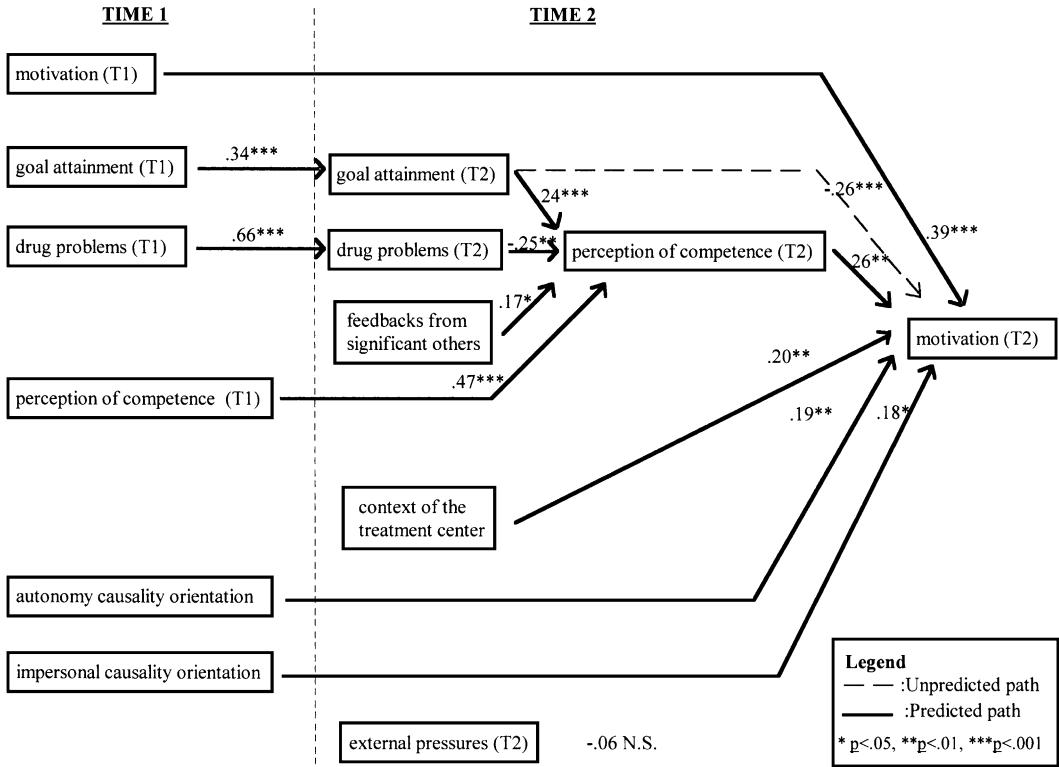 TIME 1
TIME 2
motivation (T1)
goal attainment (T1)
.34***
goal attainment (T2)
-.26***
.24***
.39***
drug problems (T1)
.66***
drug problems (T2)
-.25**
perception of competence (T2)
.26**
.17*
feedbacks from
significant others
motivation (T2)
.20**
perception of competence (T1)
.47***
.19**
.18*
context of the
treatment center
autonomy causality orientation
impersonal causality orientation
external pressures (T2)
-.06 N.S.
Legend
:Unpredicted path
:Predicted path
* p<.05, **p<.01, ***p<.001